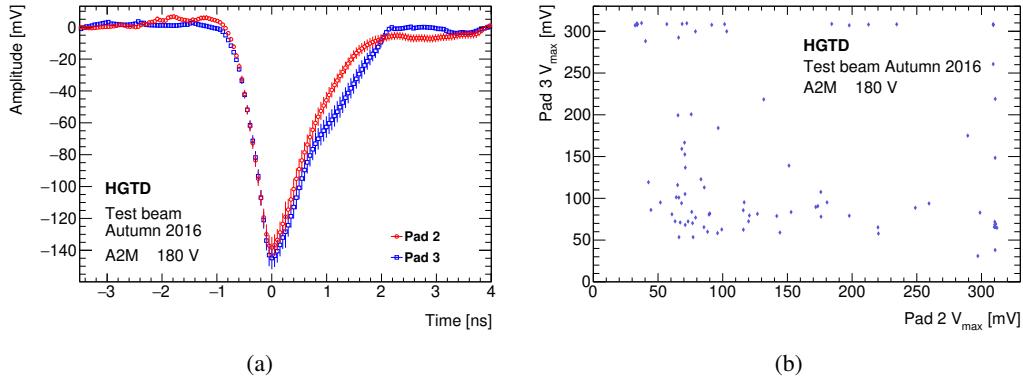 Amplitude [mV]
0
−20
−40
−60
−80
−100
−120
−140
−3
−2
−1
0
1
2
3
4
Time [ns]
HGTD
Test beam
Autumn 2016
A2M 180 V
Pad 2
Pad 3
(a)
Pad 3 Vmax [mV]
350
300
250
200
150
100
50
0
0
50
100
150
200
250
300
Pad 2 Vmax [mV]
HGTD
Test beam Autumn 2016
A2M 180 V
(b)